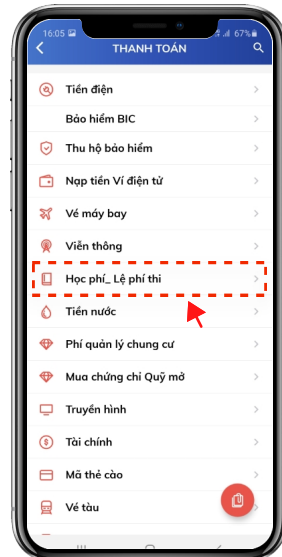 16:05 67%
THANH TOÁN
Tiền điện
Bảo hiểm BIC
Thu hộ bảo hiểm
Nạp tiền Ví điện tử
Vé máy bay
Viễn thông
Học phí_ Lệ phí thi
Tiền nước
Phí quản lý chung cư
Mua chứng chỉ Quỹ mở
Truyền hình
Tài chính
Mã thẻ cào
Vé tàu